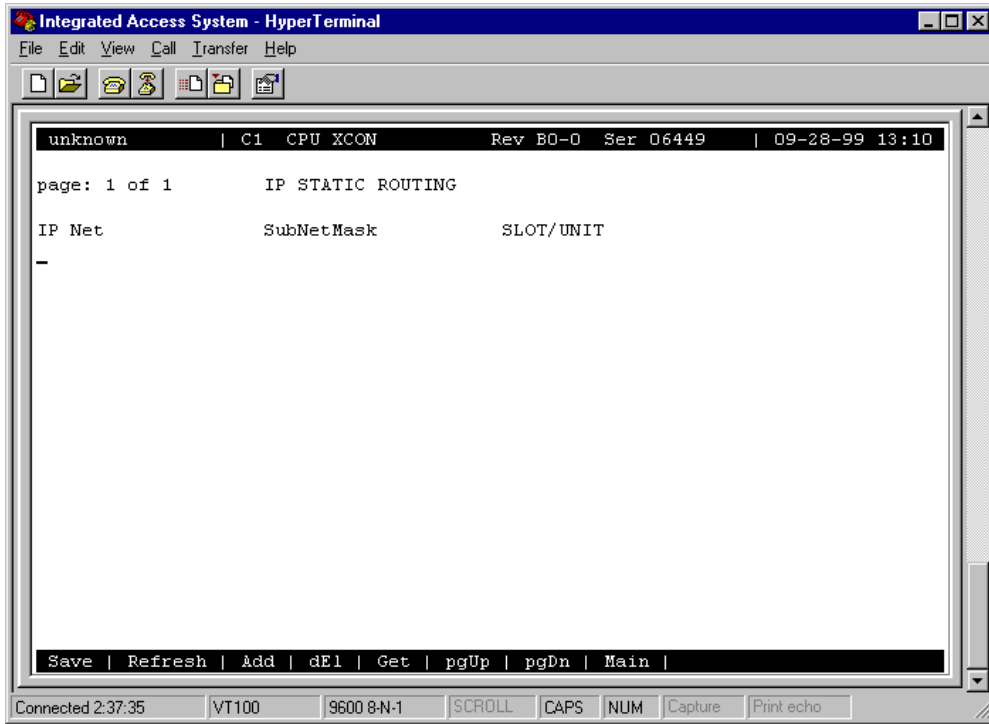 Integrated Access System - HyperTerminal
File Edit View Call Transfer Help
unknown | C1 CPU XCON Rev B0-0 Ser 06449 | 09-28-99 13:10
page: 1 of 1 IP STATIC ROUTING
IP Net SubNetMask SLOT/UNIT
Save | Refresh | Add | dEl | Get | pgUp | pgDn | Main |
Connected 2:37:35 VT100 9600 8-N-1 SCROLL CAPS NUM Capture Print echo